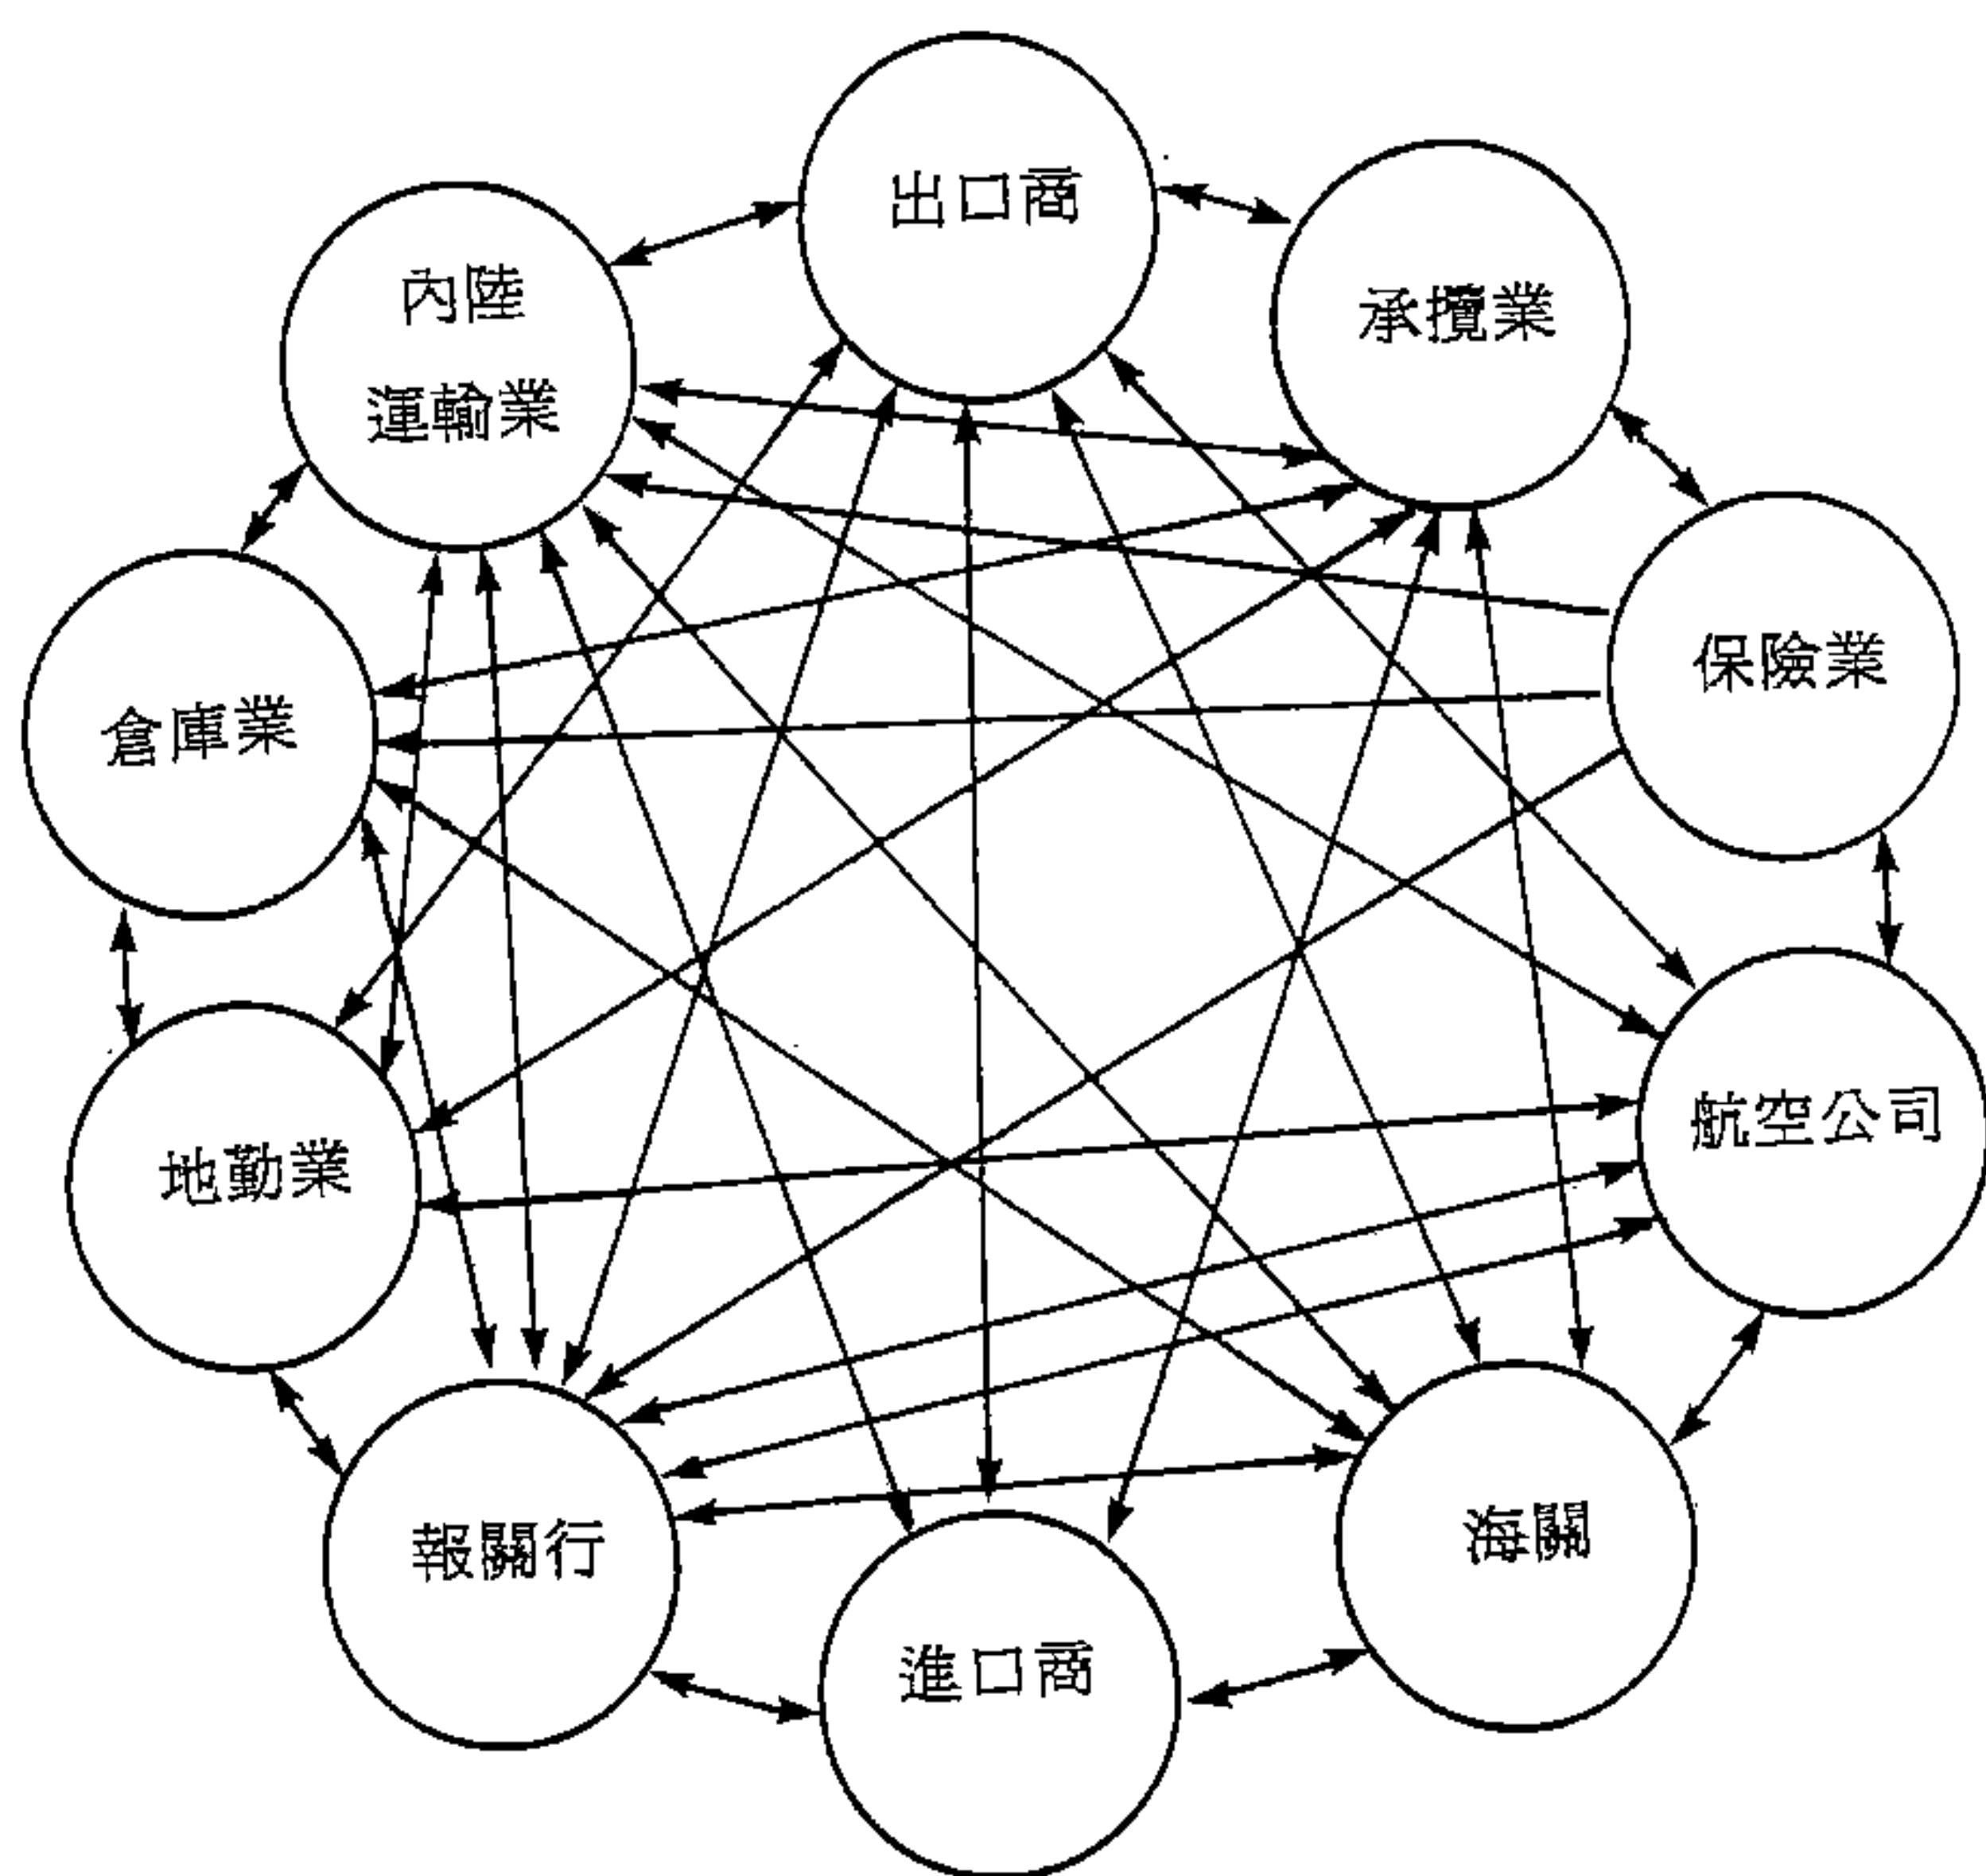 出口商
承攬業
內陸
運輸業
保險業
倉庫業
航空公司
地勤業
海關
報關行
進口商